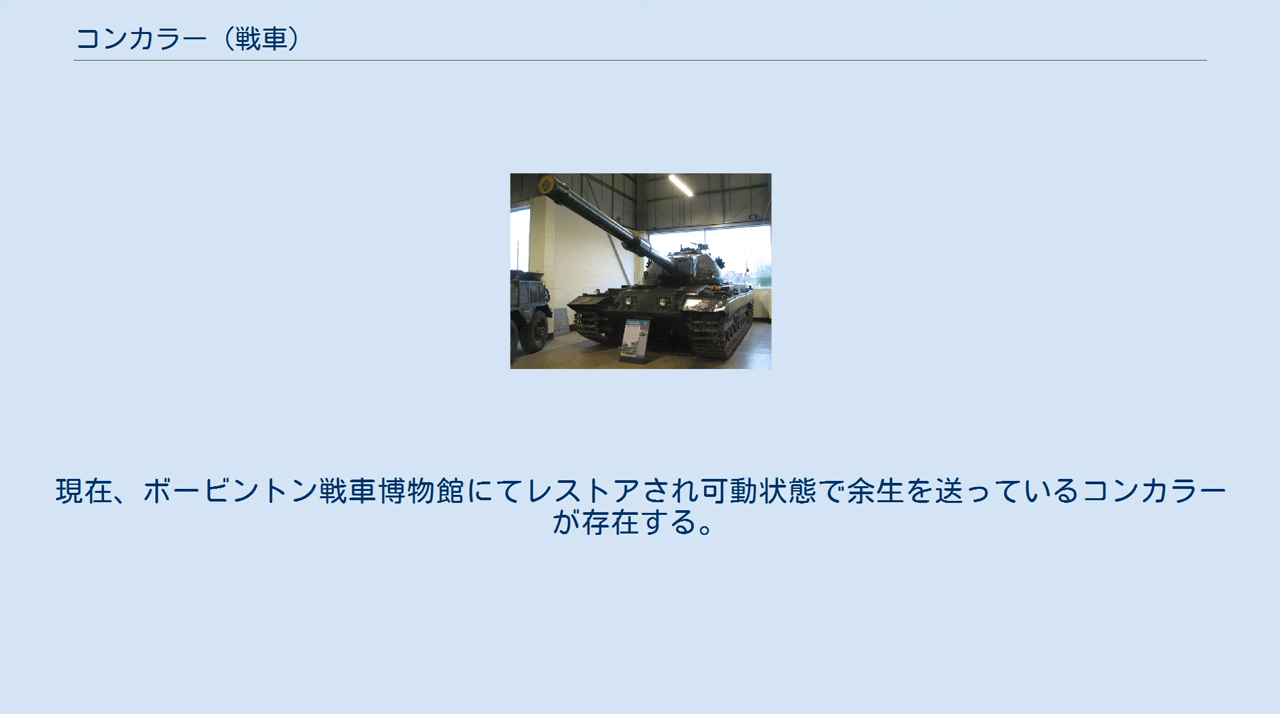 コンカラー（戦車）
現在、ボービントン戦車博物館にてレストアされ可動状態で余生を送っているコンカラー
が存在する。